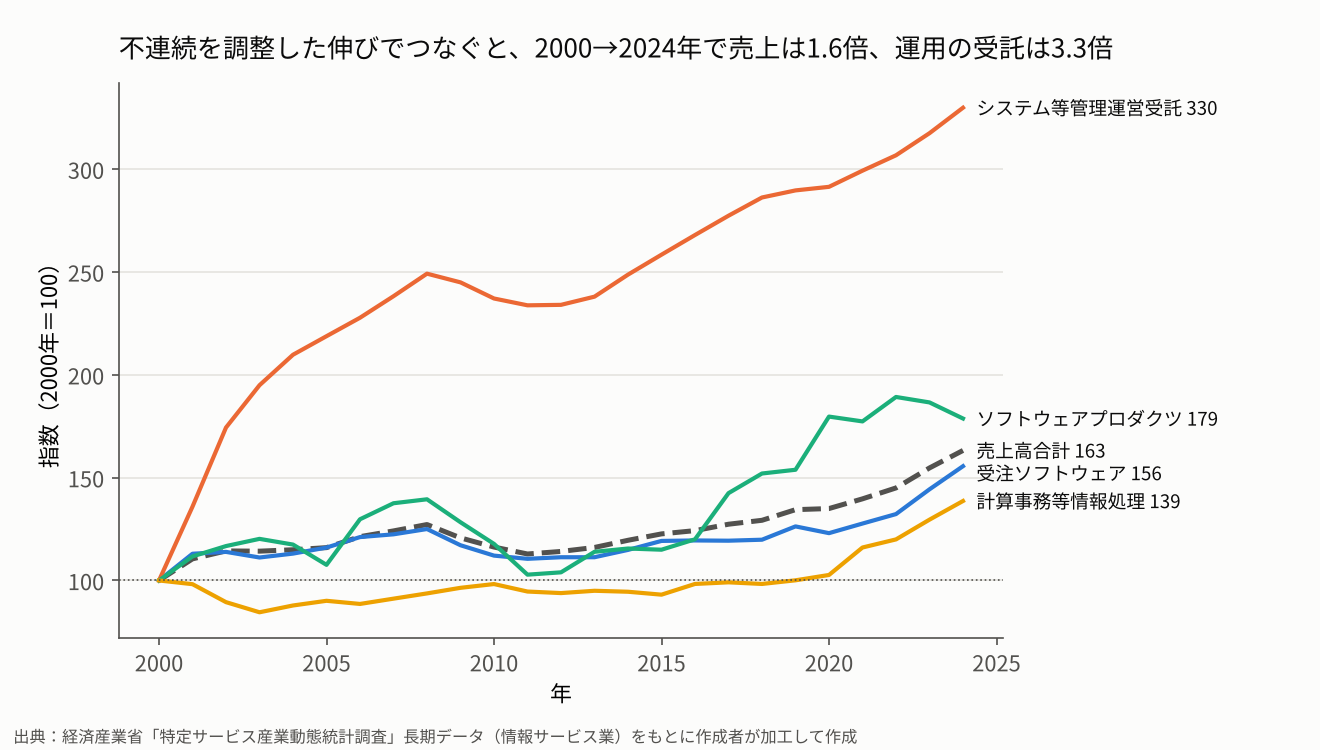 不連続を調整した伸びでつなぐと、2000→2024年で売上は1.6倍、運用の受託は3.3倍
指数（2000年＝100）
300
250
200
150
100
システム等管理運営受託 330
ソフトウェアプロダクツ 179
売上高合計 163
受注ソフトウェア 156
計算事務等情報処理 139
2000
2005
2010
2015
2020
2025
年
出典：経済産業省「特定サービス産業動態統計調査」長期データ（情報サービス業）をもとに作成者が加工して作成